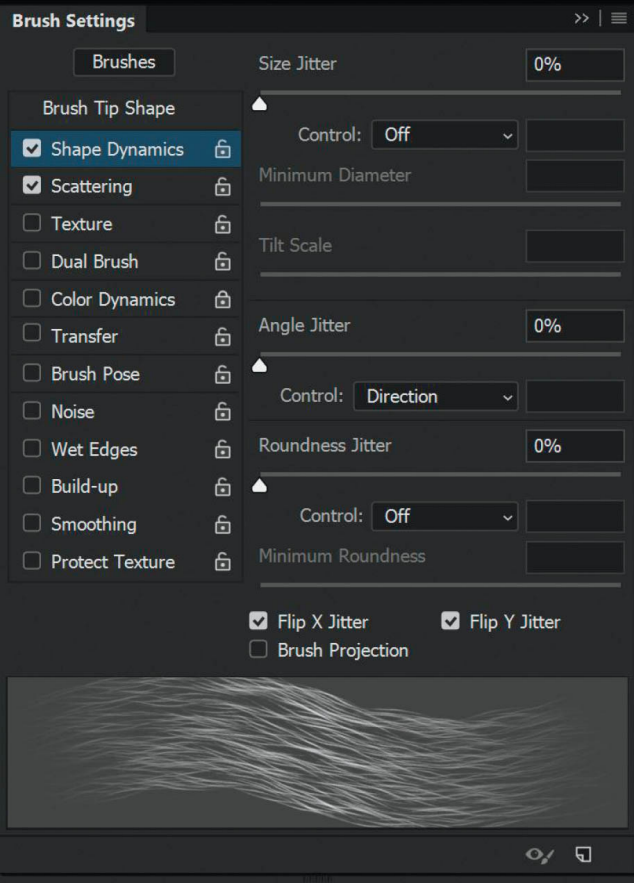 Brush Settings
Brushes
Brush Tip Shape
Shape Dynamics
Scattering
Texture
Dual Brush
Color Dynamics
Transfer
Brush Pose
Noise
Wet Edges
Build-up
Smoothing
Protect Texture
Size Jitter 0%
Control: Off
Minimum Diameter
Tilt Scale
Angle Jitter 0%
Control: Direction
Roundness Jitter 0%
Control: Off
Minimum Roundness
Flip X Jitter Flip Y Jitter
Brush Projection